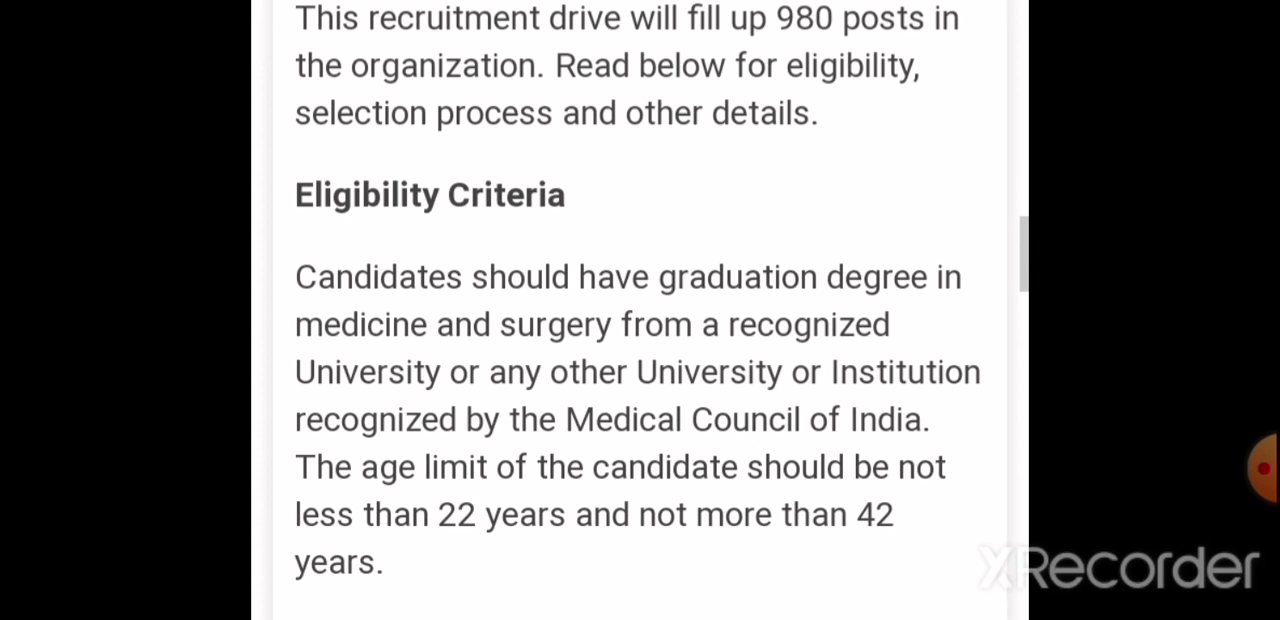 This recruitment drive will fill up 980 posts in
the organization. Read below for eligibility,
selection process and other details.
Eligibility Criteria
Candidates should have graduation degree in
medicine and surgery from a recognized
University or any other University or Institution
recognized by the Medical Council of India.
The age limit of the candidate should be not
less than 22 years and not more than 42
years.
XRecorder